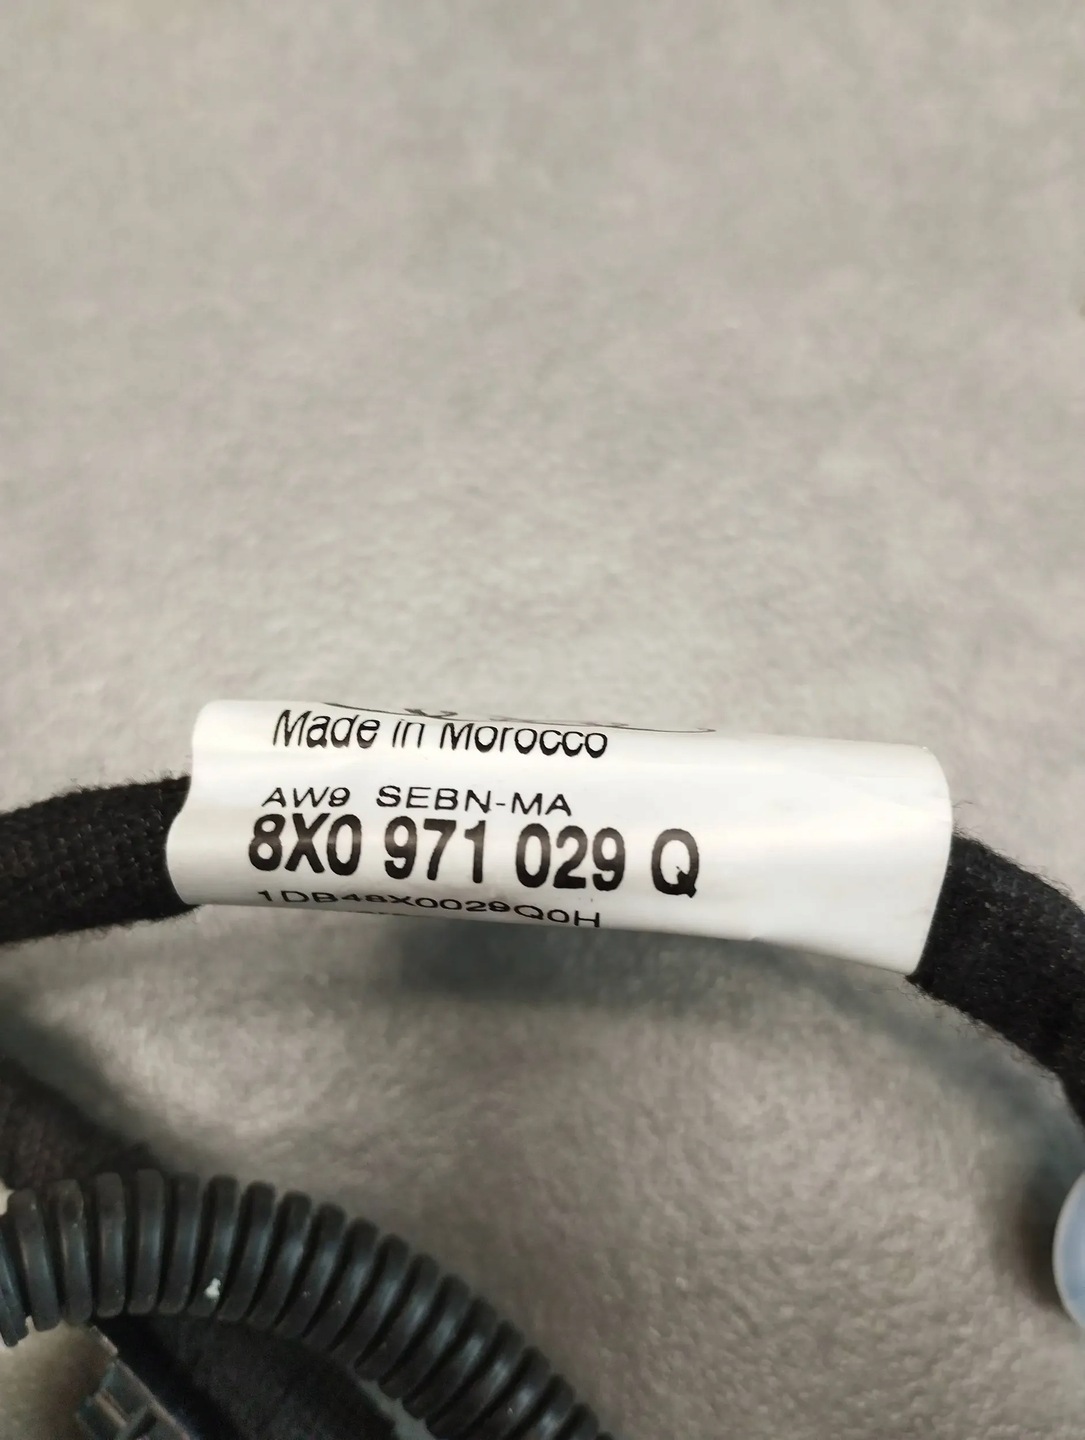 Made in Morocco
AW9 SEBN-MA
8X0 971 029 Q
1DB48X0029Q0H